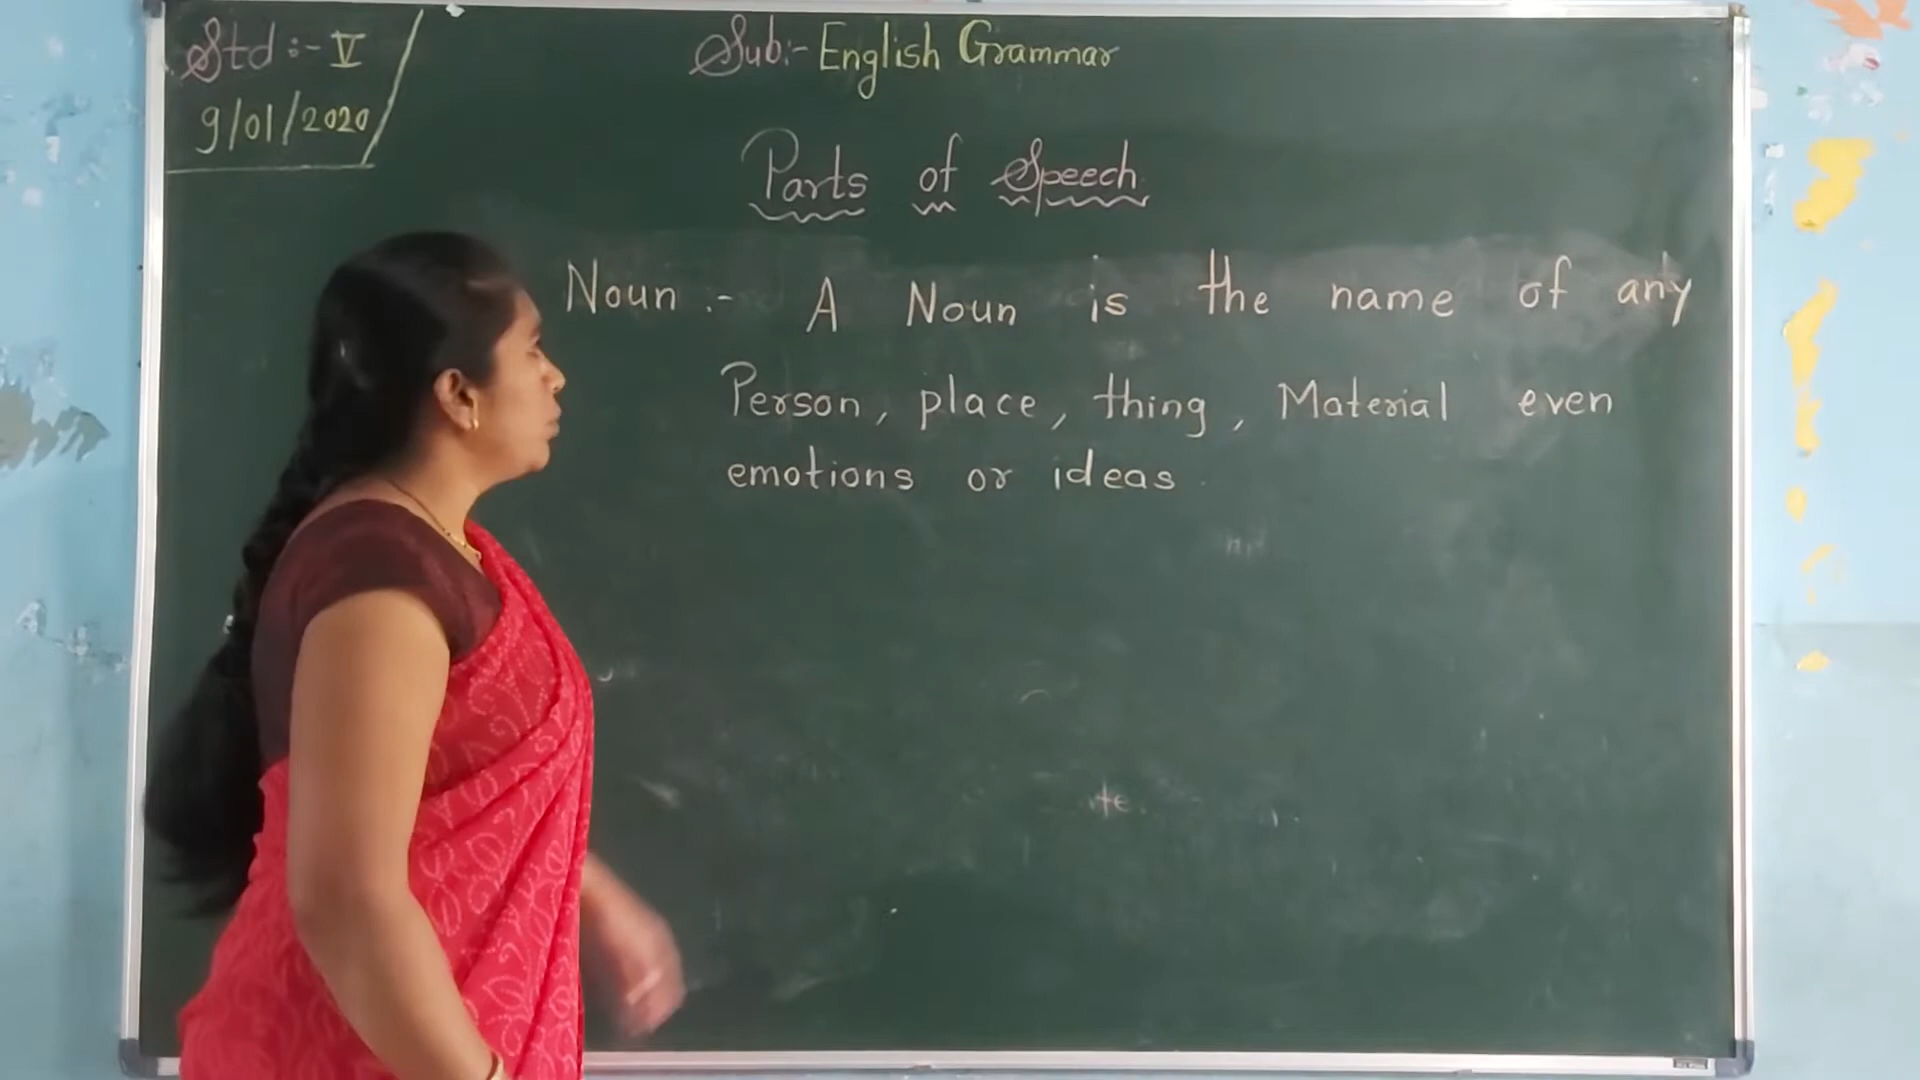 Std :- V
9/01/2020
Sub:- English Grammar
Parts of Speech
Noun :- A Noun is the name of any
Person, place, thing, Material even
emotions or ideas.